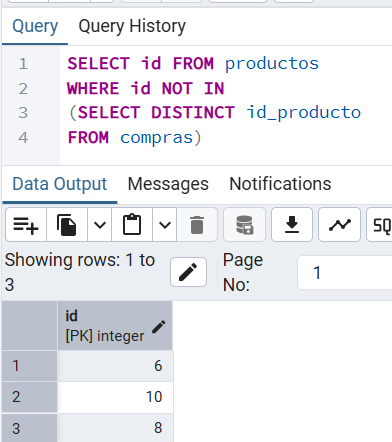 Query Query History
1 SELECT id FROM productos
2 WHERE id NOT IN
3 (SELECT DISTINCT id_producto
4 FROM compras)
Data Output Messages Notifications
SQ
Showing rows: 1 to
3
Page
No:
1
id
[PK] integer
1 6
2 10
3 8